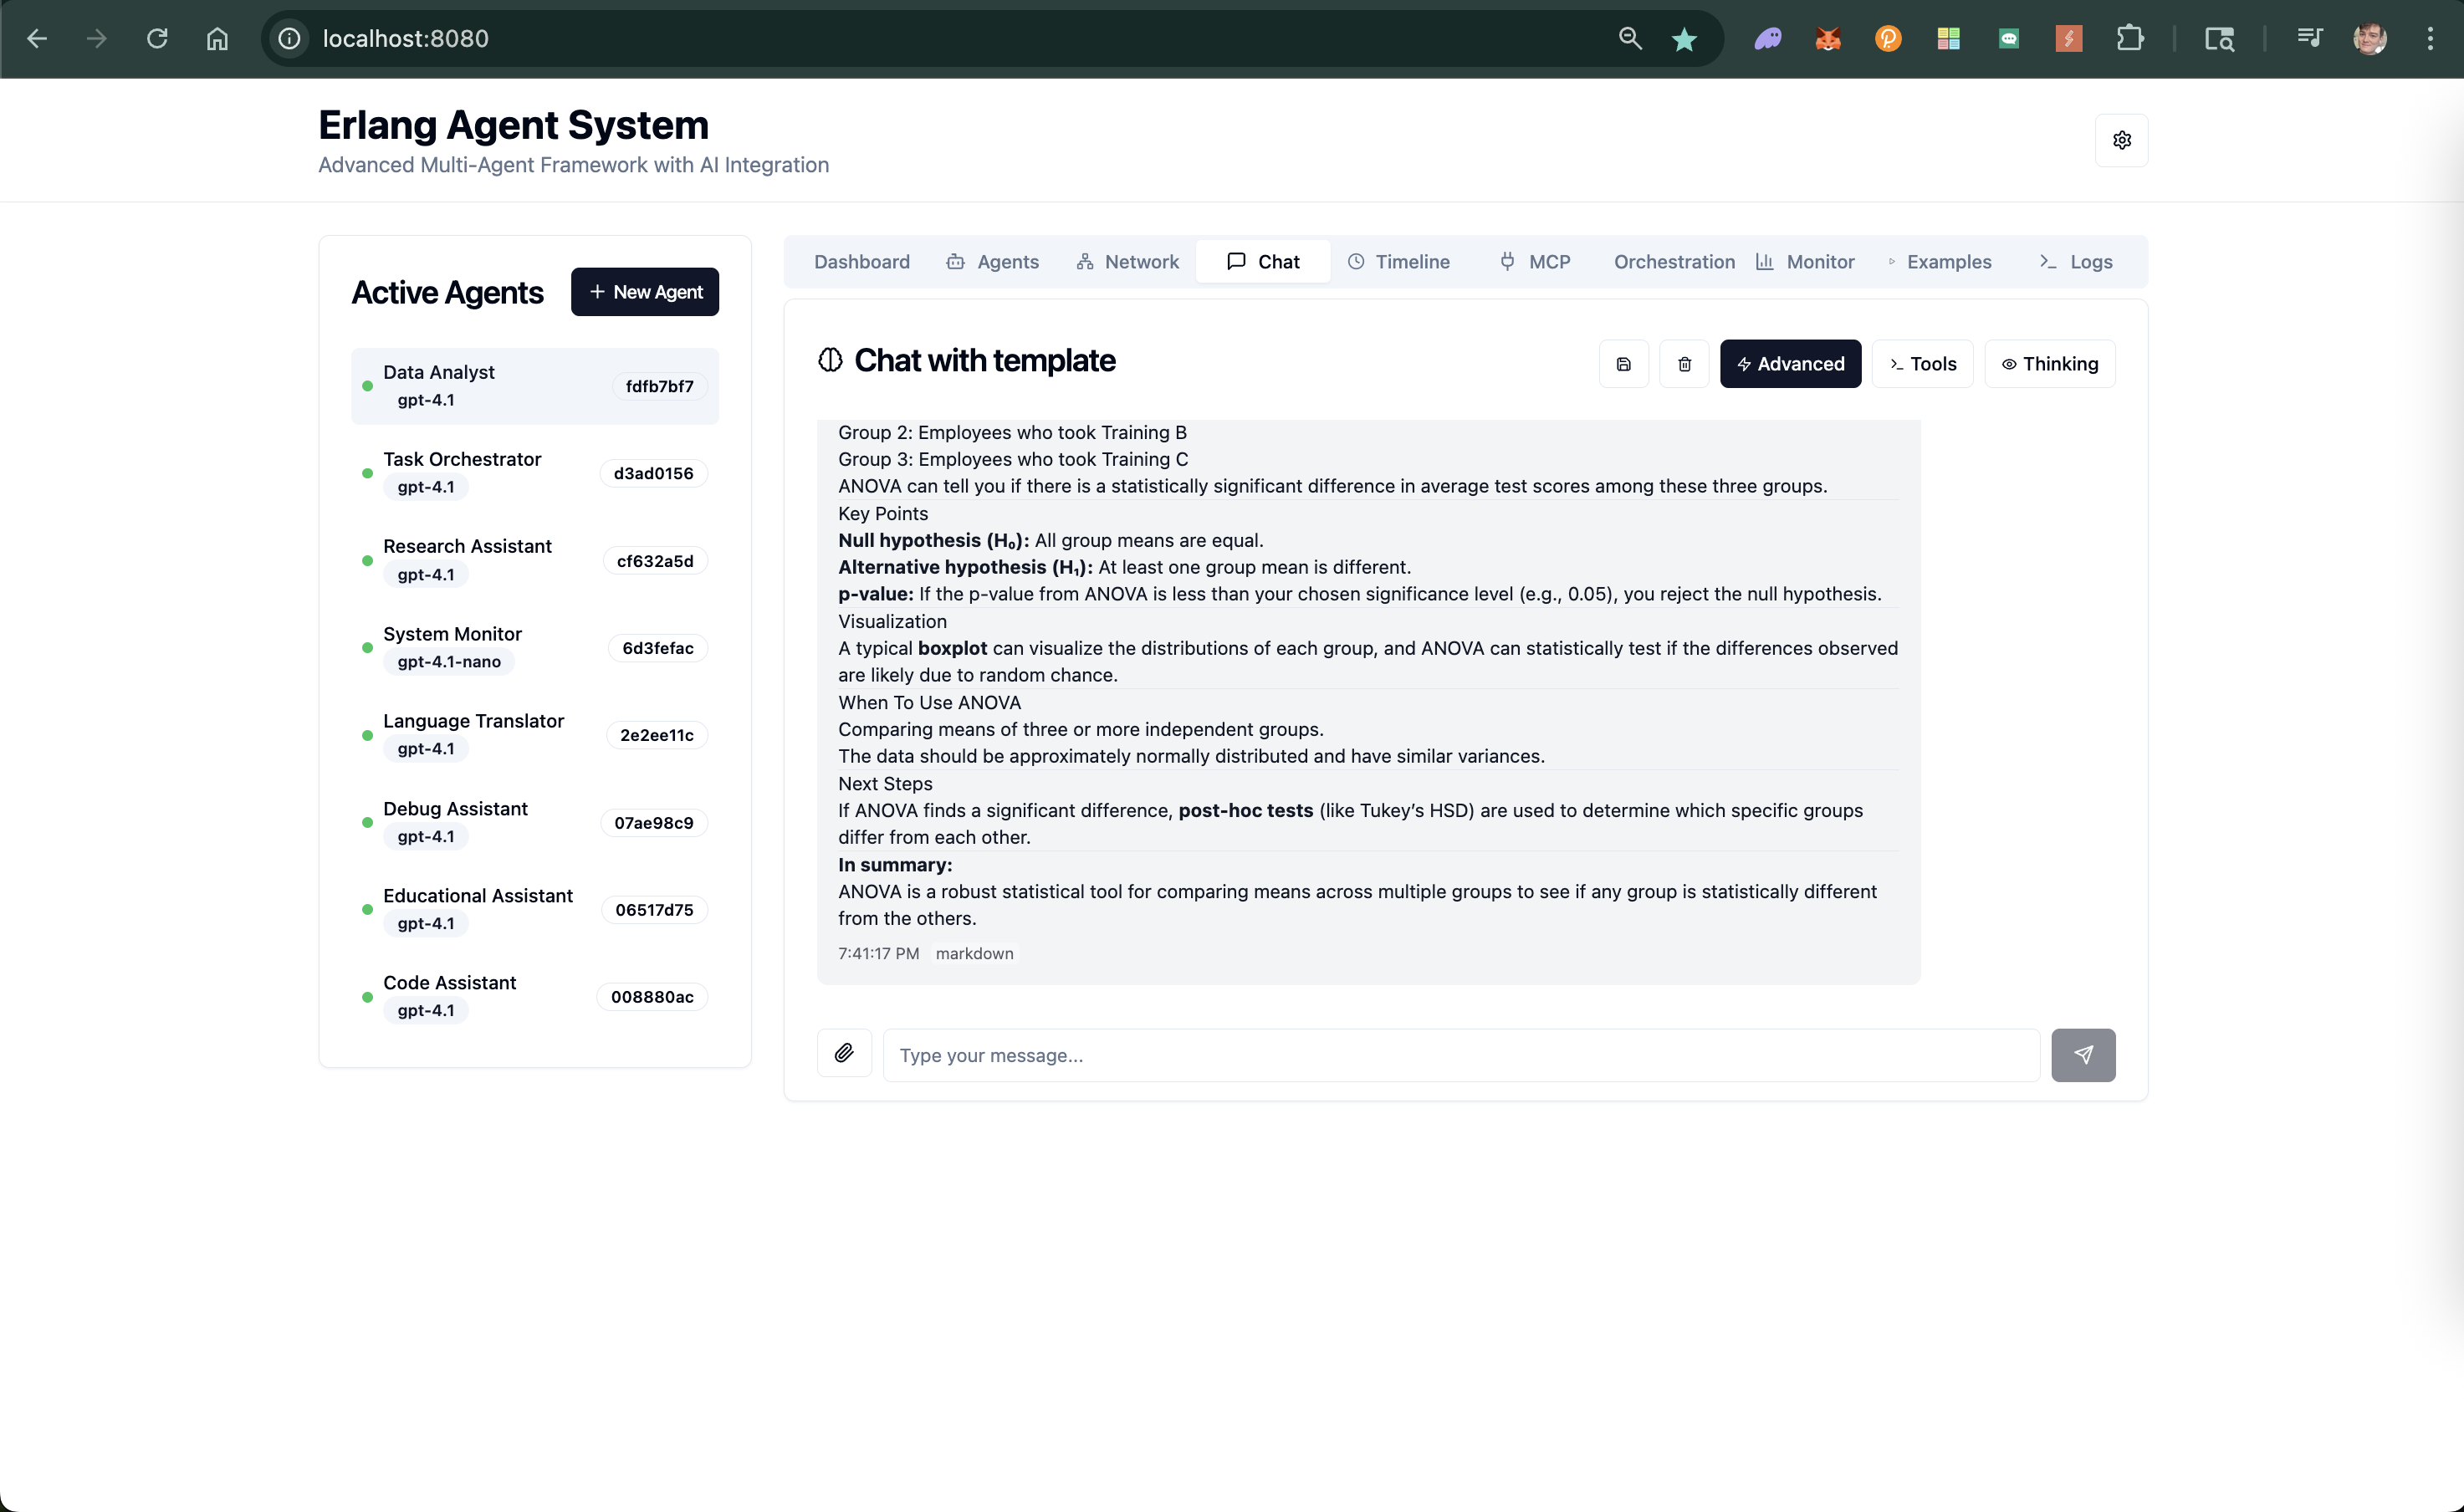 localhost:8080
Erlang Agent System
Advanced Multi-Agent Framework with AI Integration
Active Agents
+ New Agent
Data Analyst
gpt-4.1
fdfb7bf7
Task Orchestrator
gpt-4.1
d3ad0156
Research Assistant
gpt-4.1
cf632a5d
System Monitor
gpt-4.1-nano
6d3fefac
Language Translator
gpt-4.1
2e2ee11c
Debug Assistant
gpt-4.1
07ae98c9
Educational Assistant
gpt-4.1
06517d75
Code Assistant
gpt-4.1
008880ac
Dashboard Agents Network Chat Timeline MCP Orchestration Monitor Examples Logs
Chat with template
Advanced Tools Thinking
Group 2: Employees who took Training B
Group 3: Employees who took Training C
ANOVA can tell you if there is a statistically significant difference in average test scores among these three groups.
Key Points
Null hypothesis (H₀): All group means are equal.
Alternative hypothesis (H₁): At least one group mean is different.
p-value: If the p-value from ANOVA is less than your chosen significance level (e.g., 0.05), you reject the null hypothesis.
Visualization
A typical boxplot can visualize the distributions of each group, and ANOVA can statistically test if the differences observed
are likely due to random chance.
When To Use ANOVA
Comparing means of three or more independent groups.
The data should be approximately normally distributed and have similar variances.
Next Steps
If ANOVA finds a significant difference, post-hoc tests (like Tukey’s HSD) are used to determine which specific groups
differ from each other.
In summary:
ANOVA is a robust statistical tool for comparing means across multiple groups to see if any group is statistically different
from the others.
7:41:17 PM markdown
Type your message...